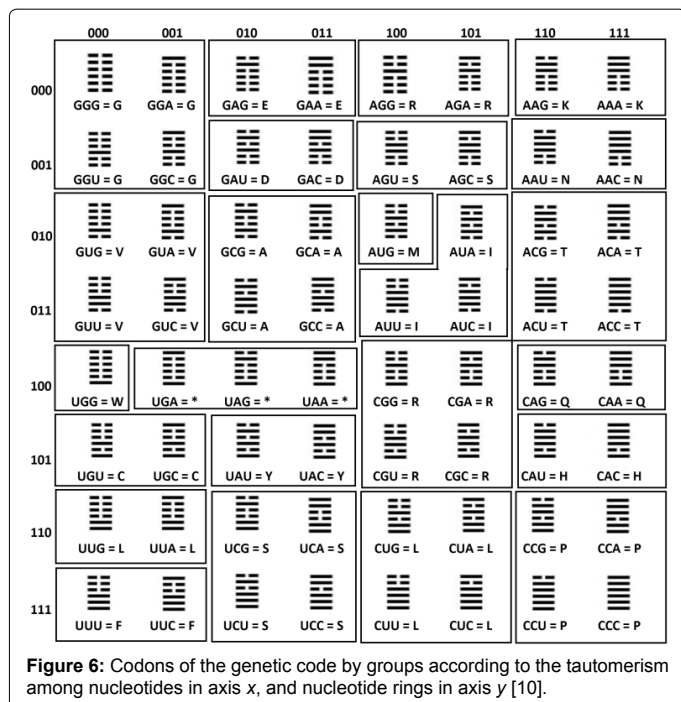 000 001 010 011 100 101 110 111
000
GGG = G GGA = G GAG = E GAA = E AGG = R AGA = R AAG = K AAA = K
001
GGU = G GGC = G GAU = D GAC = D AGU = S AGC = S AAU = N AAC = N
010
GUG = V GUA = V GCG = A GCA = A AUG = M AUA = I ACG = T ACA = T
011
GUU = V GUC = V GCU = A GCC = A AUU = I AUC = I ACU = T ACC = T
100
UGG = W UGA = * UAG = * UAA = * CGG = R CGA = R CAG = Q CAA = Q
101
UGU = C UGC = C UAU = Y UAC = Y CGU = R CGC = R CAU = H CAC = H
110
UUG = L UUA = L UCG = S UCA = S CUG = L CUA = L CCG = P CCA = P
111
UUU = F UUC = F UCU = S UCC = S CUU = L CUC = L CCU = P CCC = P
Figure 6: Codons of the genetic code by groups according to the tautomerism
among nucleotides in axis x, and nucleotide rings in axis y [10].